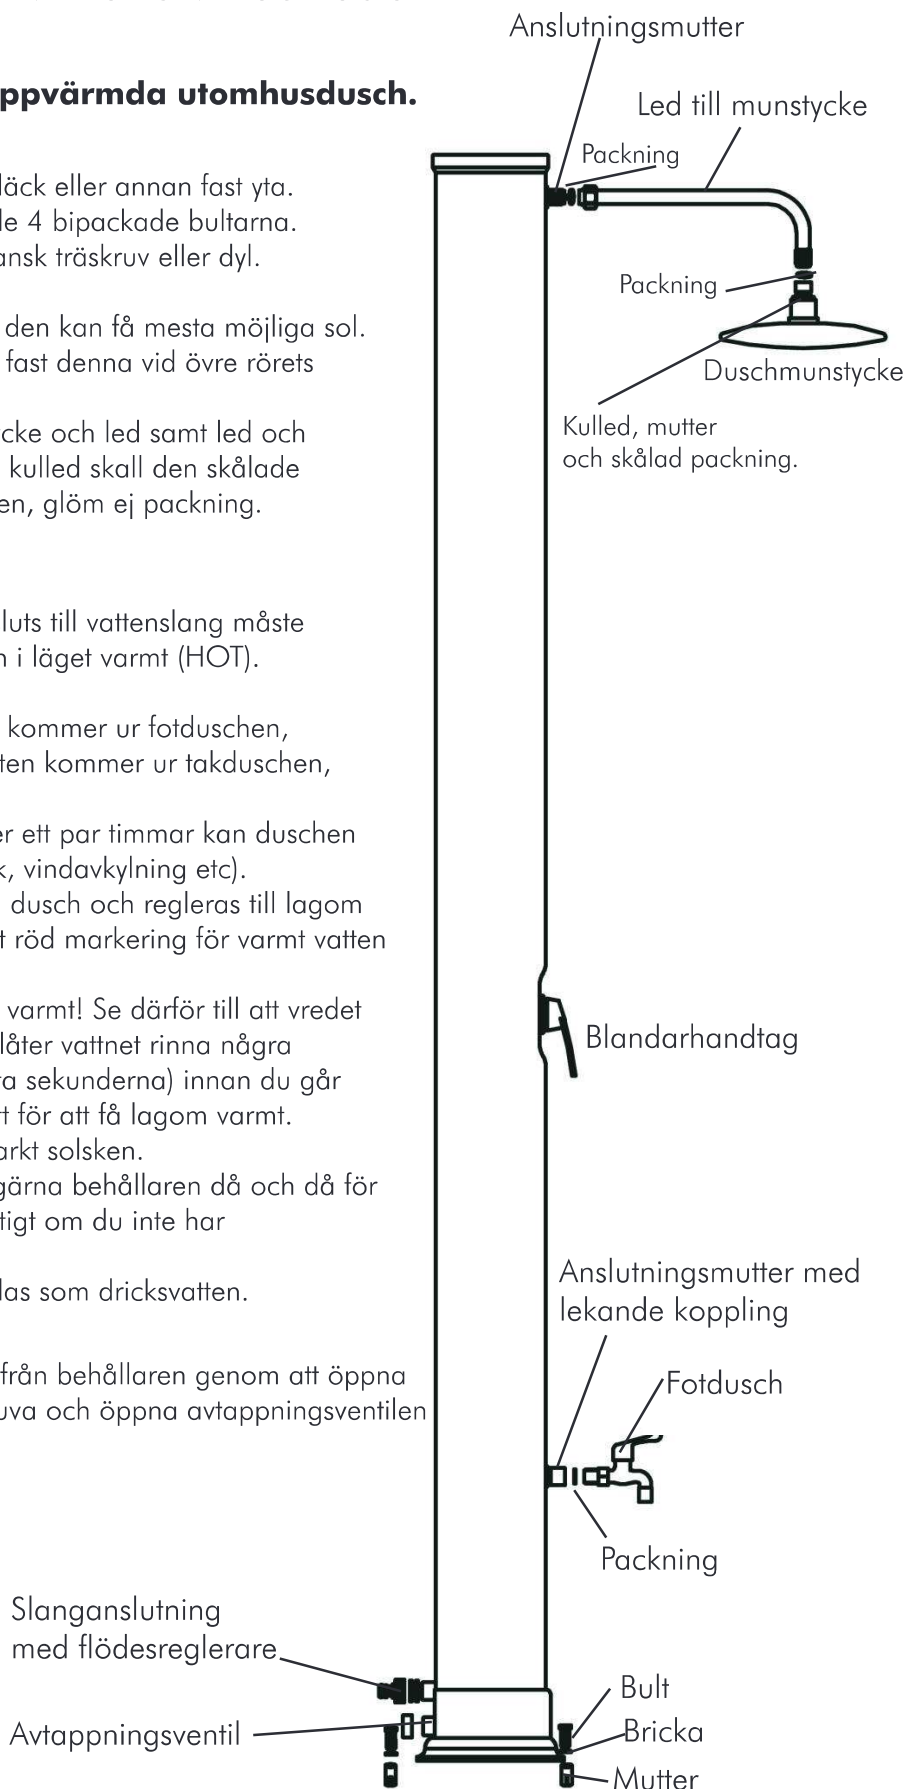 ppvärmda utomhusdusch.
läck eller annan fast yta.
de 4 bipackade bultarna.
ansk träskruv eller dyl.
den kan få mesta möjliga sol.
fast denna vid övre rörets
cke och led samt led och
kulled skall den skålade
en, glöm ej packning.
luts till vattenslang måste
n i läget varmt (HOT).
kommer ur fotduschen,
ten kommer ur takduschen,
er ett par timmar kan duschen
k, vindavkylning etc).
dusch och regleras till lagom
t röd markering för varmt vatten
varmt! Se därför till att vredet
låter vattnet rinna några
ta sekunderna) innan du går
tt för att få lagom varmt.
arkt solsken.
gärna behållaren då och då för
tigt om du inte har
das som dricksvatten.
från behållaren genom att öppna
uva och öppna avtappningsventilen
Anslutningsmutter
Led till munstycke
Packning
Packning
Duschmunstycke
Kulled, mutter
och skålad packning.
Blandarhandtag
Anslutningsmutter med
lekande koppling
Fotdusch
Packning
Slanganslutning
med flödesreglerare
Avtappningsventil
Bult
Bricka
Mutter